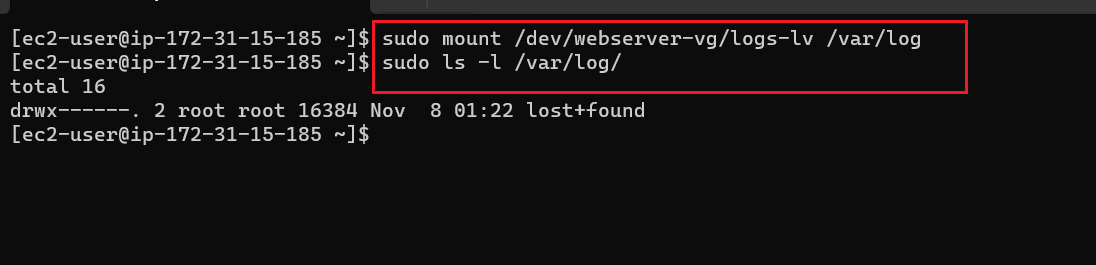 [ec2-user@ip-172-31-15-185 ~]$ sudo mount /dev/webserver-vg/logs-lv /var/log
[ec2-user@ip-172-31-15-185 ~]$ sudo ls -l /var/log/
total 16
drwx------. 2 root root 16384 Nov  8 01:22 lost+found
[ec2-user@ip-172-31-15-185 ~]$